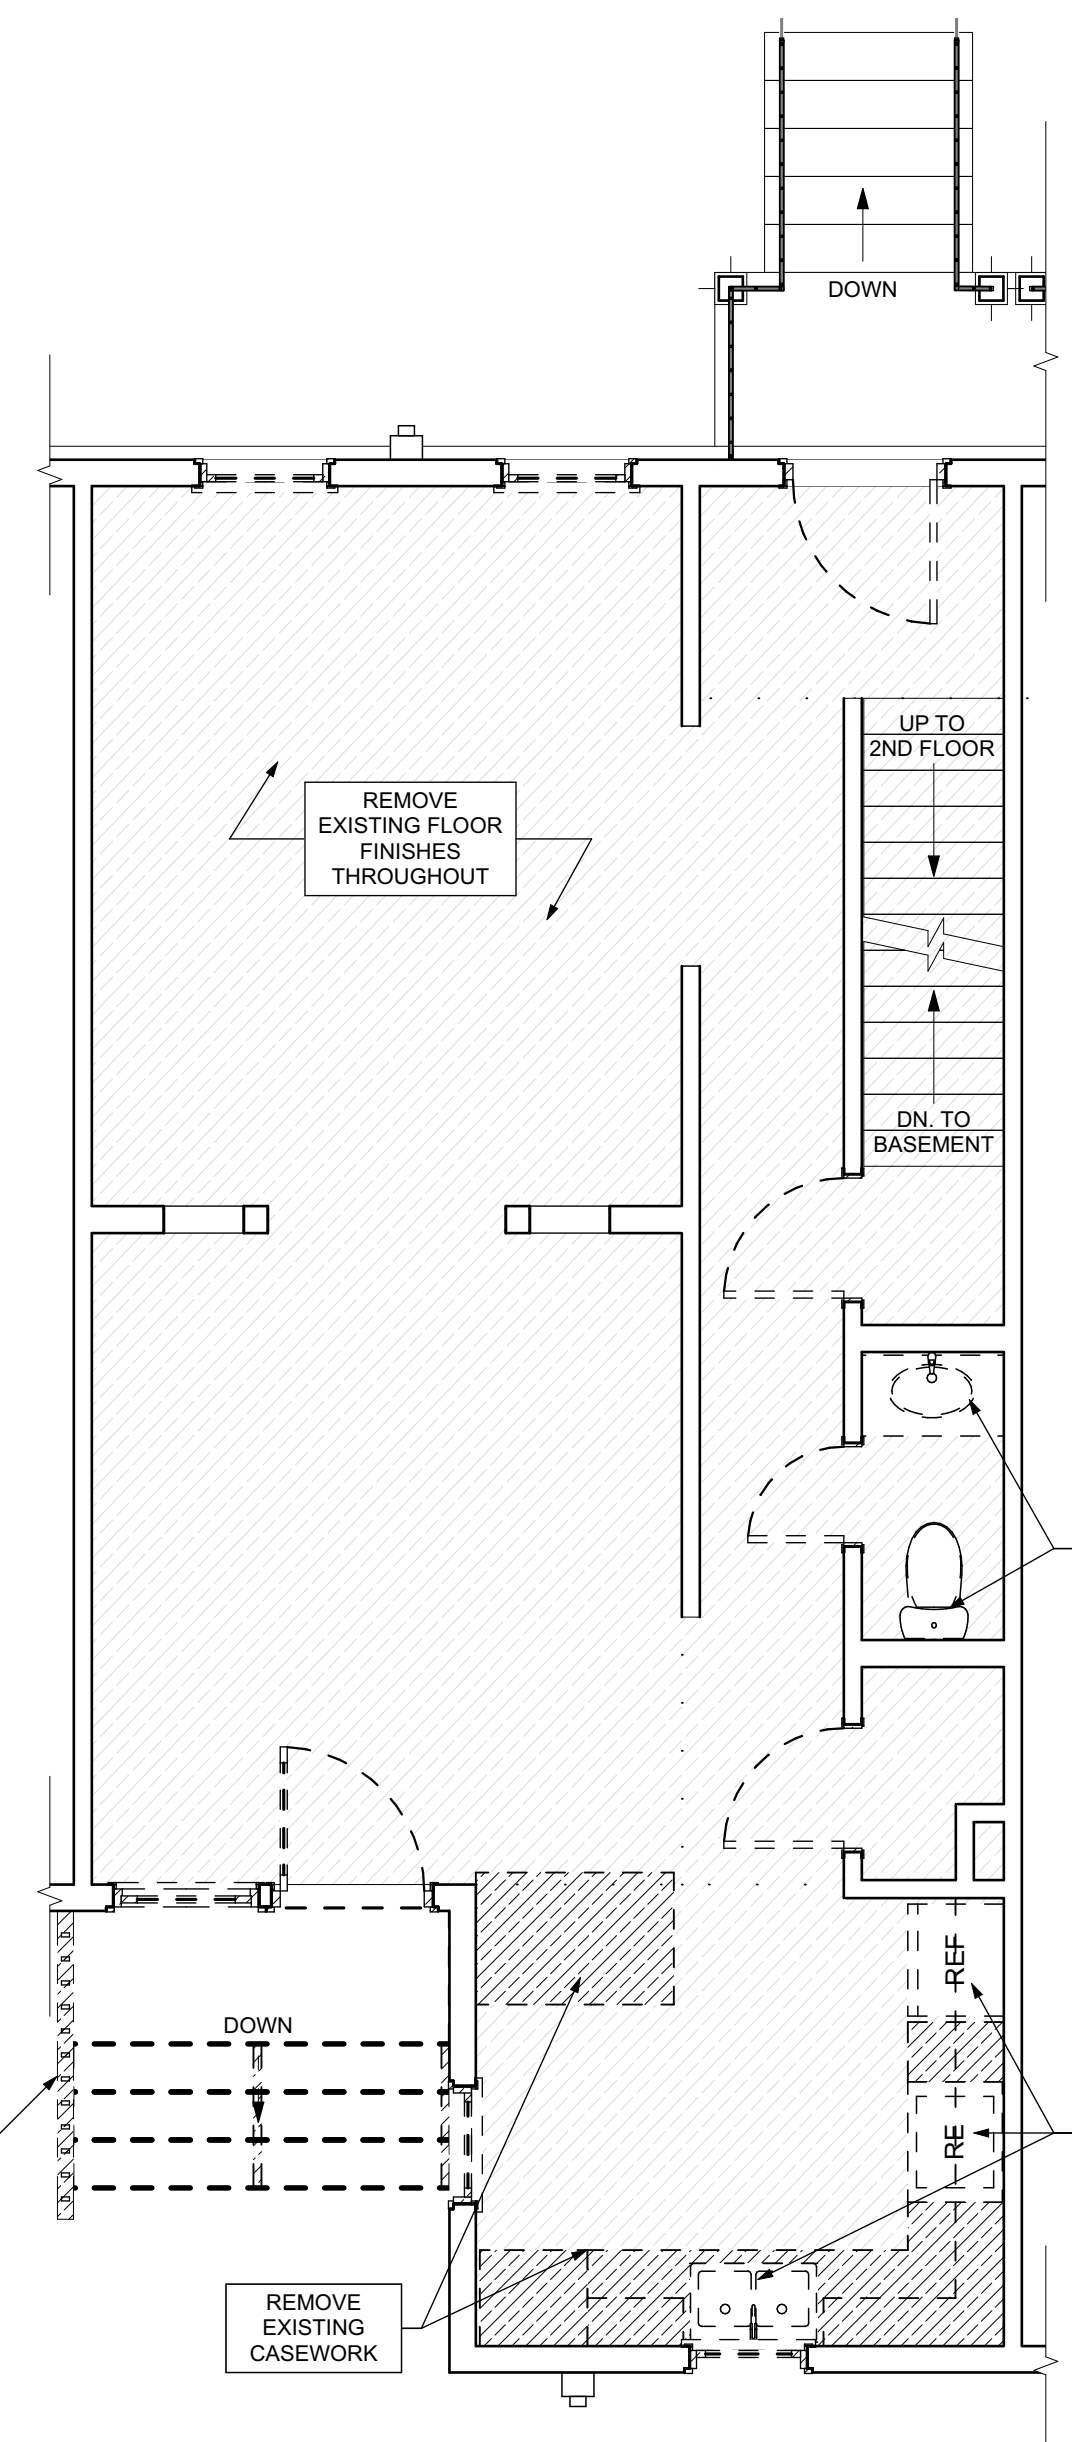 DOWN
UP TO
2ND FLOOR
REMOVE
EXISTING FLOOR
FINISHES
THROUGHOUT
DN. TO
BASEMENT
REF
DOWN
RE
REMOVE
EXISTING
CASEWORK